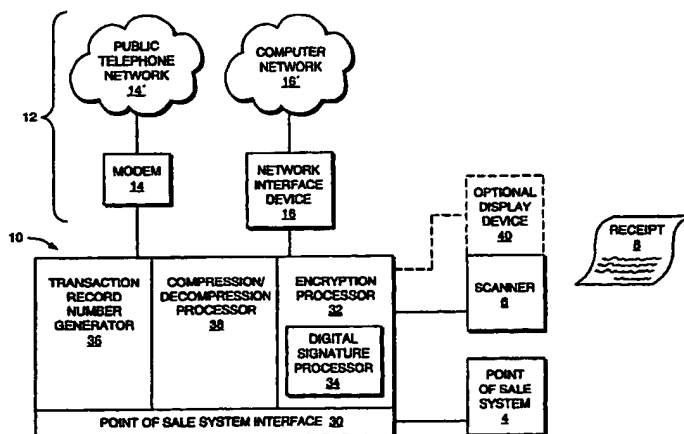 PUBLIC
TELEPHONE
NETWORK
14'
COMPUTER
NETWORK
16'
12
MODEM
14
NETWORK
INTERFACE
DEVICE
16
OPTIONAL
DISPLAY
DEVICE
40
RECEIPT
8
10
TRANSACTION
RECORD
NUMBER
GENERATOR
36
COMPRESSION/
DECOMPRESSION
PROCESSOR
38
ENCRYPTION
PROCESSOR
32
DIGITAL
SIGNATURE
PROCESSOR
34
SCANNER
6
POINT
OF SALE
SYSTEM
4
POINT OF SALE SYSTEM INTERFACE 30